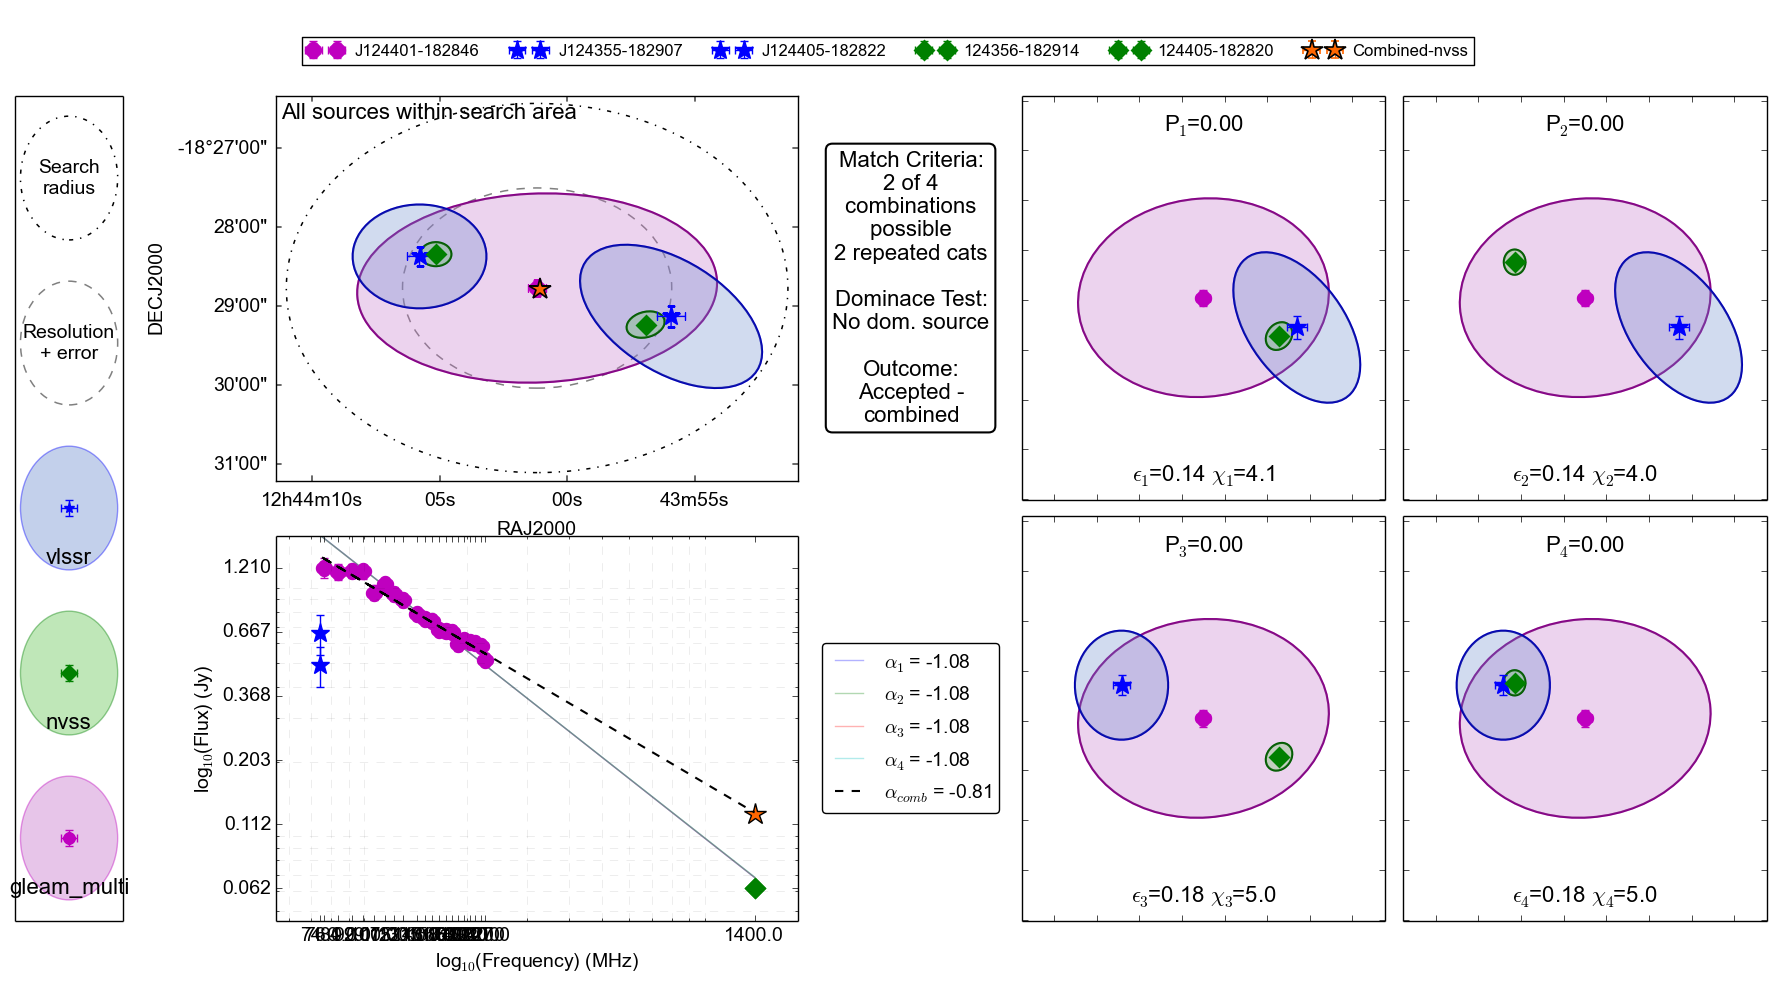 J124401-182846 J124355-182907 J124405-182822 124356-182914 124405-182820 Combined-nvss
Search
radius
Resolution
+ error
vlssr
nvss
gleam_multi
All sources within search area
DECJ2000
-18°27'00"
28'00"
29'00"
30'00"
31'00"
12h44m10s 05s 00s 43m55s
RAJ2000
Match Criteria:
2 of 4
combinations
possible
2 repeated cats
Dominace Test:
No dom. source
Outcome:
Accepted -
combined
P1=0.00
ϵ1=0.14 χ1=4.1
P2=0.00
ϵ2=0.14 χ2=4.0
log10(Flux) (Jy)
1.210
0.667
0.368
0.203
0.112
0.062
1400.0
log10(Frequency) (MHz)
α1 = -1.08
α2 = -1.08
α3 = -1.08
α4 = -1.08
αcomb = -0.81
P3=0.00
ϵ3=0.18 χ3=5.0
P4=0.00
ϵ4=0.18 χ4=5.0